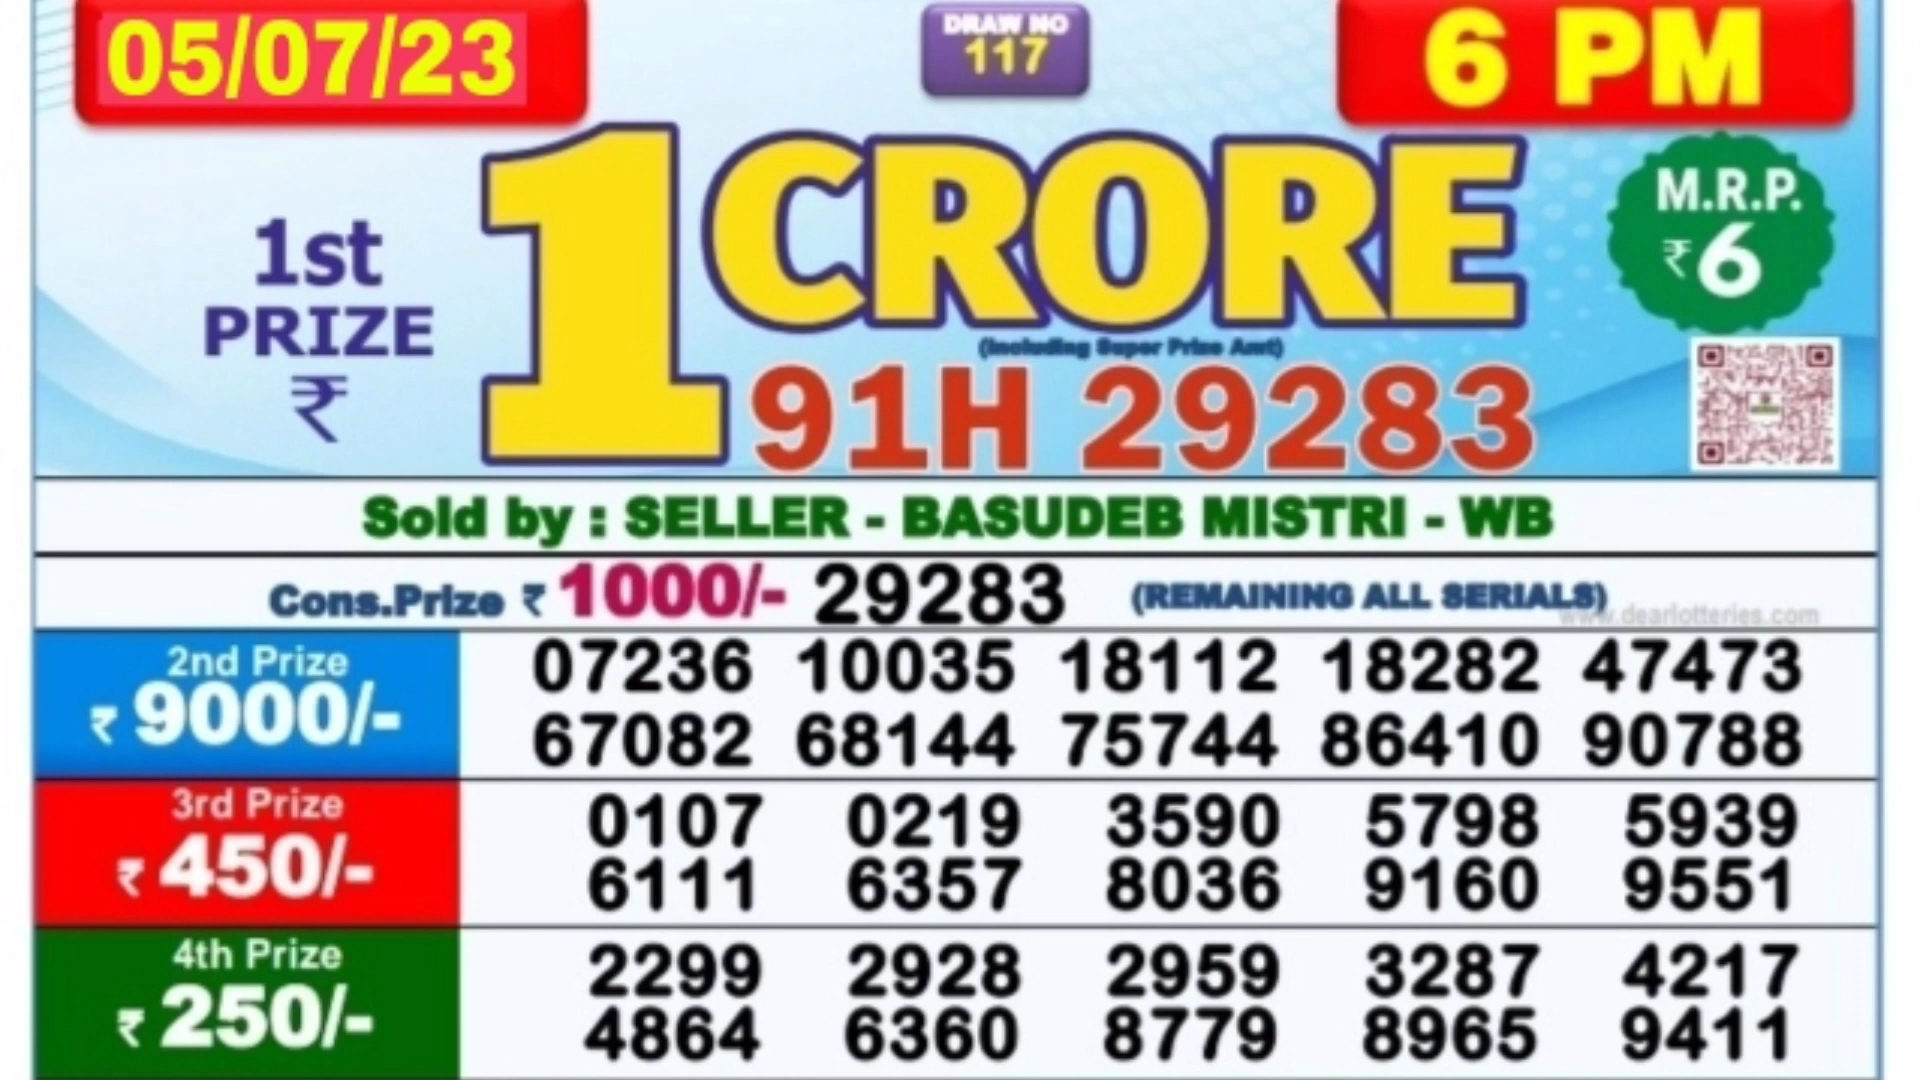 05/07/23
DRAW NO
117
6 PM
1st
PRIZE
₹
1 CRORE
(Including Super Prize Amt)
M.R.P.
₹6
91H 29283
Sold by : SELLER - BASUDEB MISTRI - WB
Cons.Prize ₹ 1000/- 29283 (REMAINING ALL SERIALS)
www.dearlotteries.com
2nd Prize
₹ 9000/-
07236 10035 18112 18282 47473
67082 68144 75744 86410 90788
3rd Prize
₹ 450/-
0107 0219 3590 5798 5939
6111 6357 8036 9160 9551
4th Prize
₹ 250/-
2299 2928 2959 3287 4217
4864 6360 8779 8965 9411